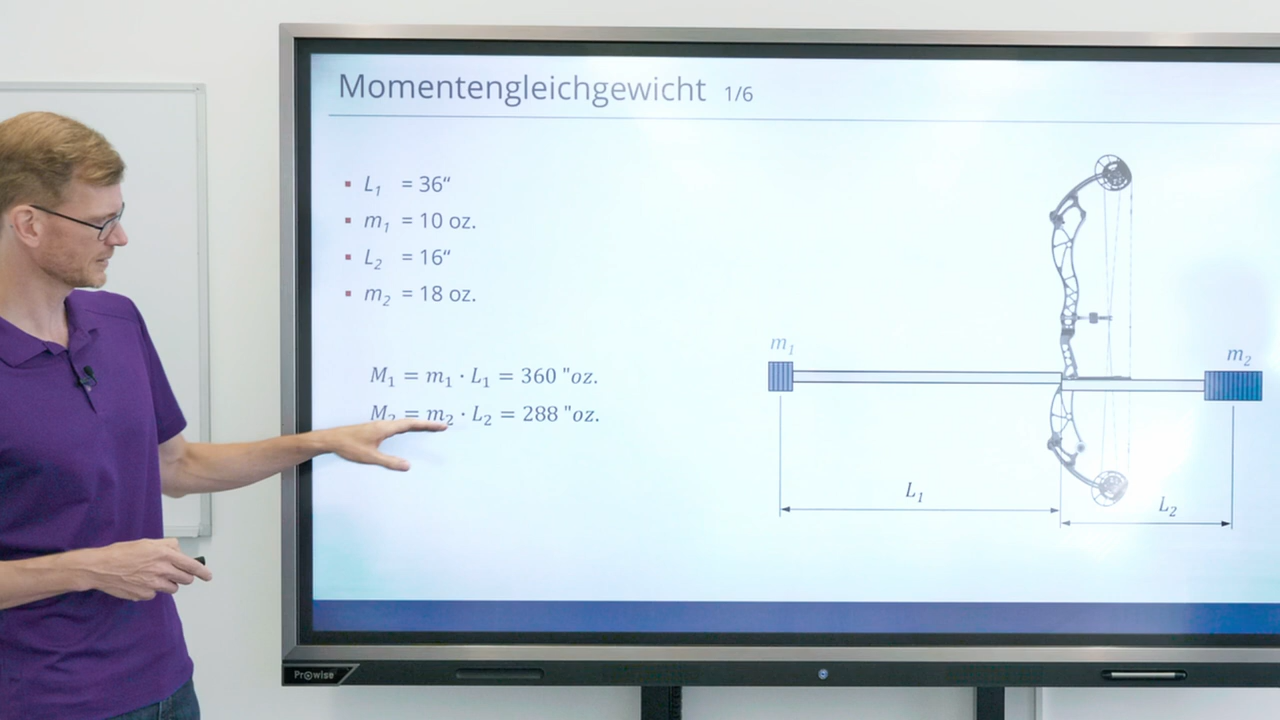 Momentengleichgewicht 1/6
▪ L₁ = 36“
▪ m₁ = 10 oz.
▪ L₂ = 16“
▪ m₂ = 18 oz.
M₁ = m₁ · L₁ = 360 "oz.
M₂ = m₂ · L₂ = 288 "oz.
m₁
m₂
L₁
L₂
Prowise